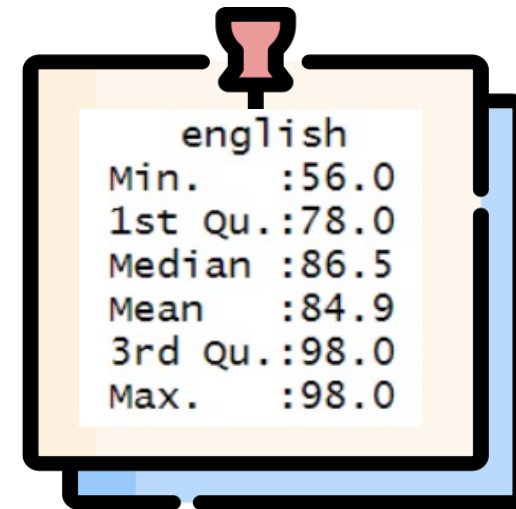 english
Min.   :56.0
1st Qu.:78.0
Median :86.5
Mean   :84.9
3rd Qu.:98.0
Max.   :98.0